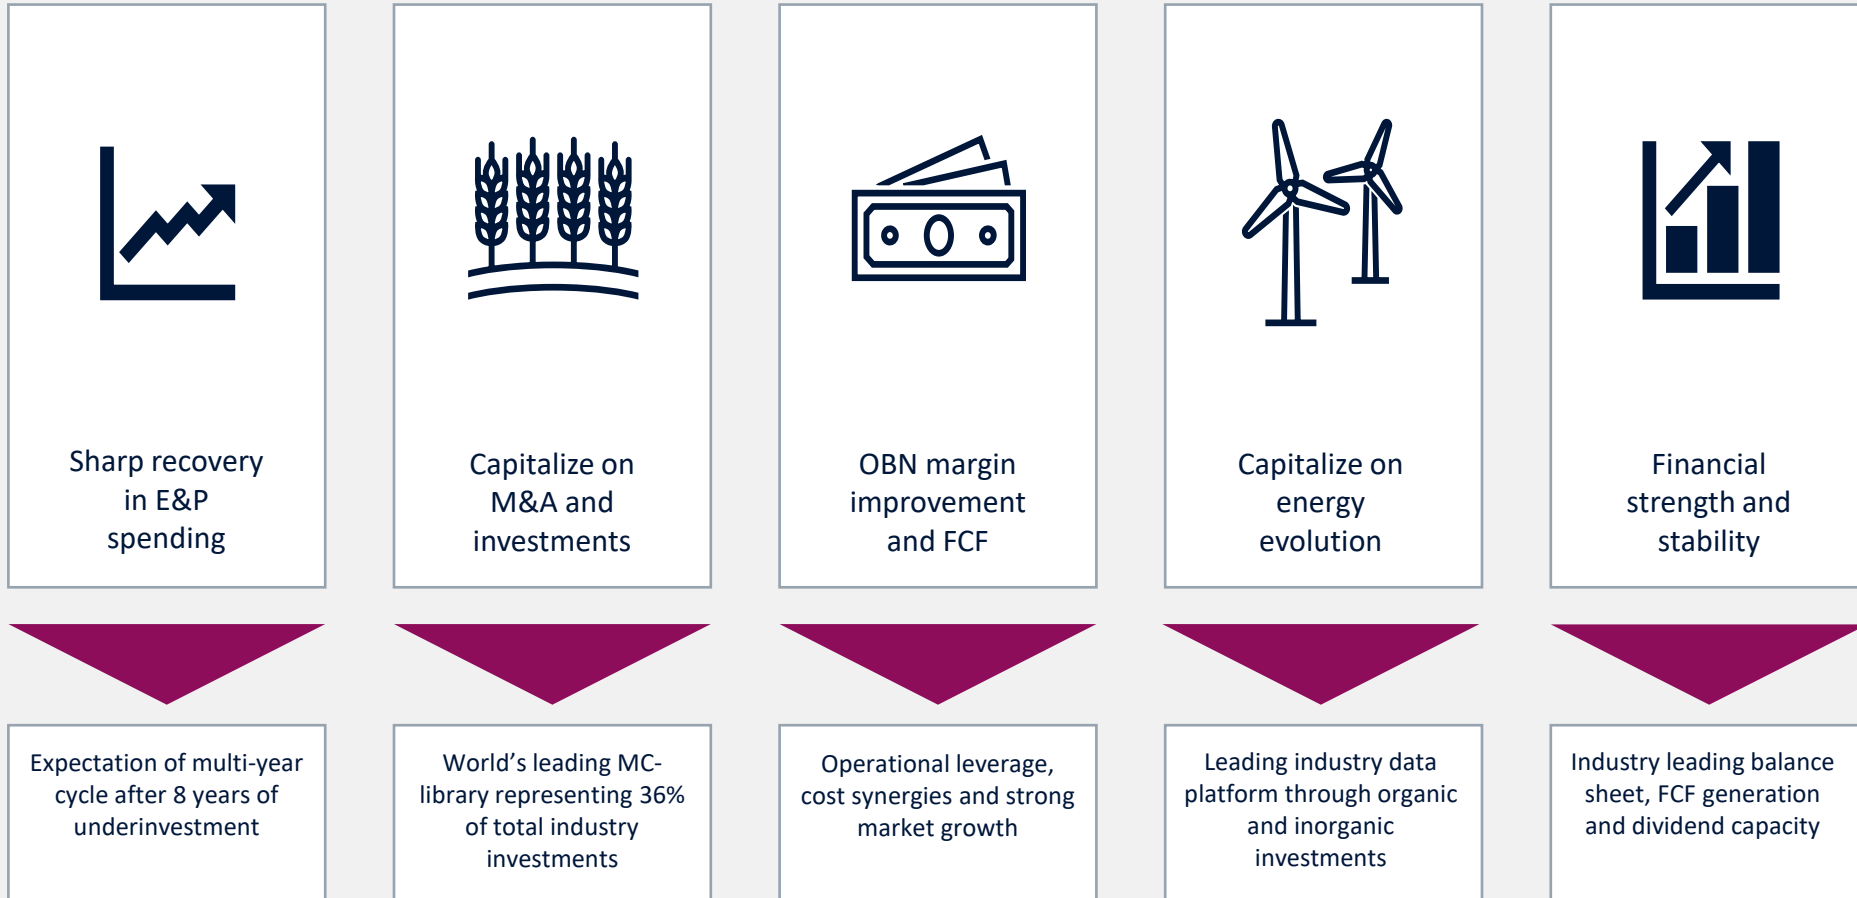 Sharp recovery
in E&P
spending
Capitalize on
M&A and
investments
OBN margin
improvement
and FCF
Capitalize on
energy
evolution
Financial
strength and
stability
Expectation of multi-year
cycle after 8 years of
underinvestment
World’s leading MC-
library representing 36%
of total industry
investments
Operational leverage,
cost synergies and strong
market growth
Leading industry data
platform through organic
and inorganic
investments
Industry leading balance
sheet, FCF generation
and dividend capacity